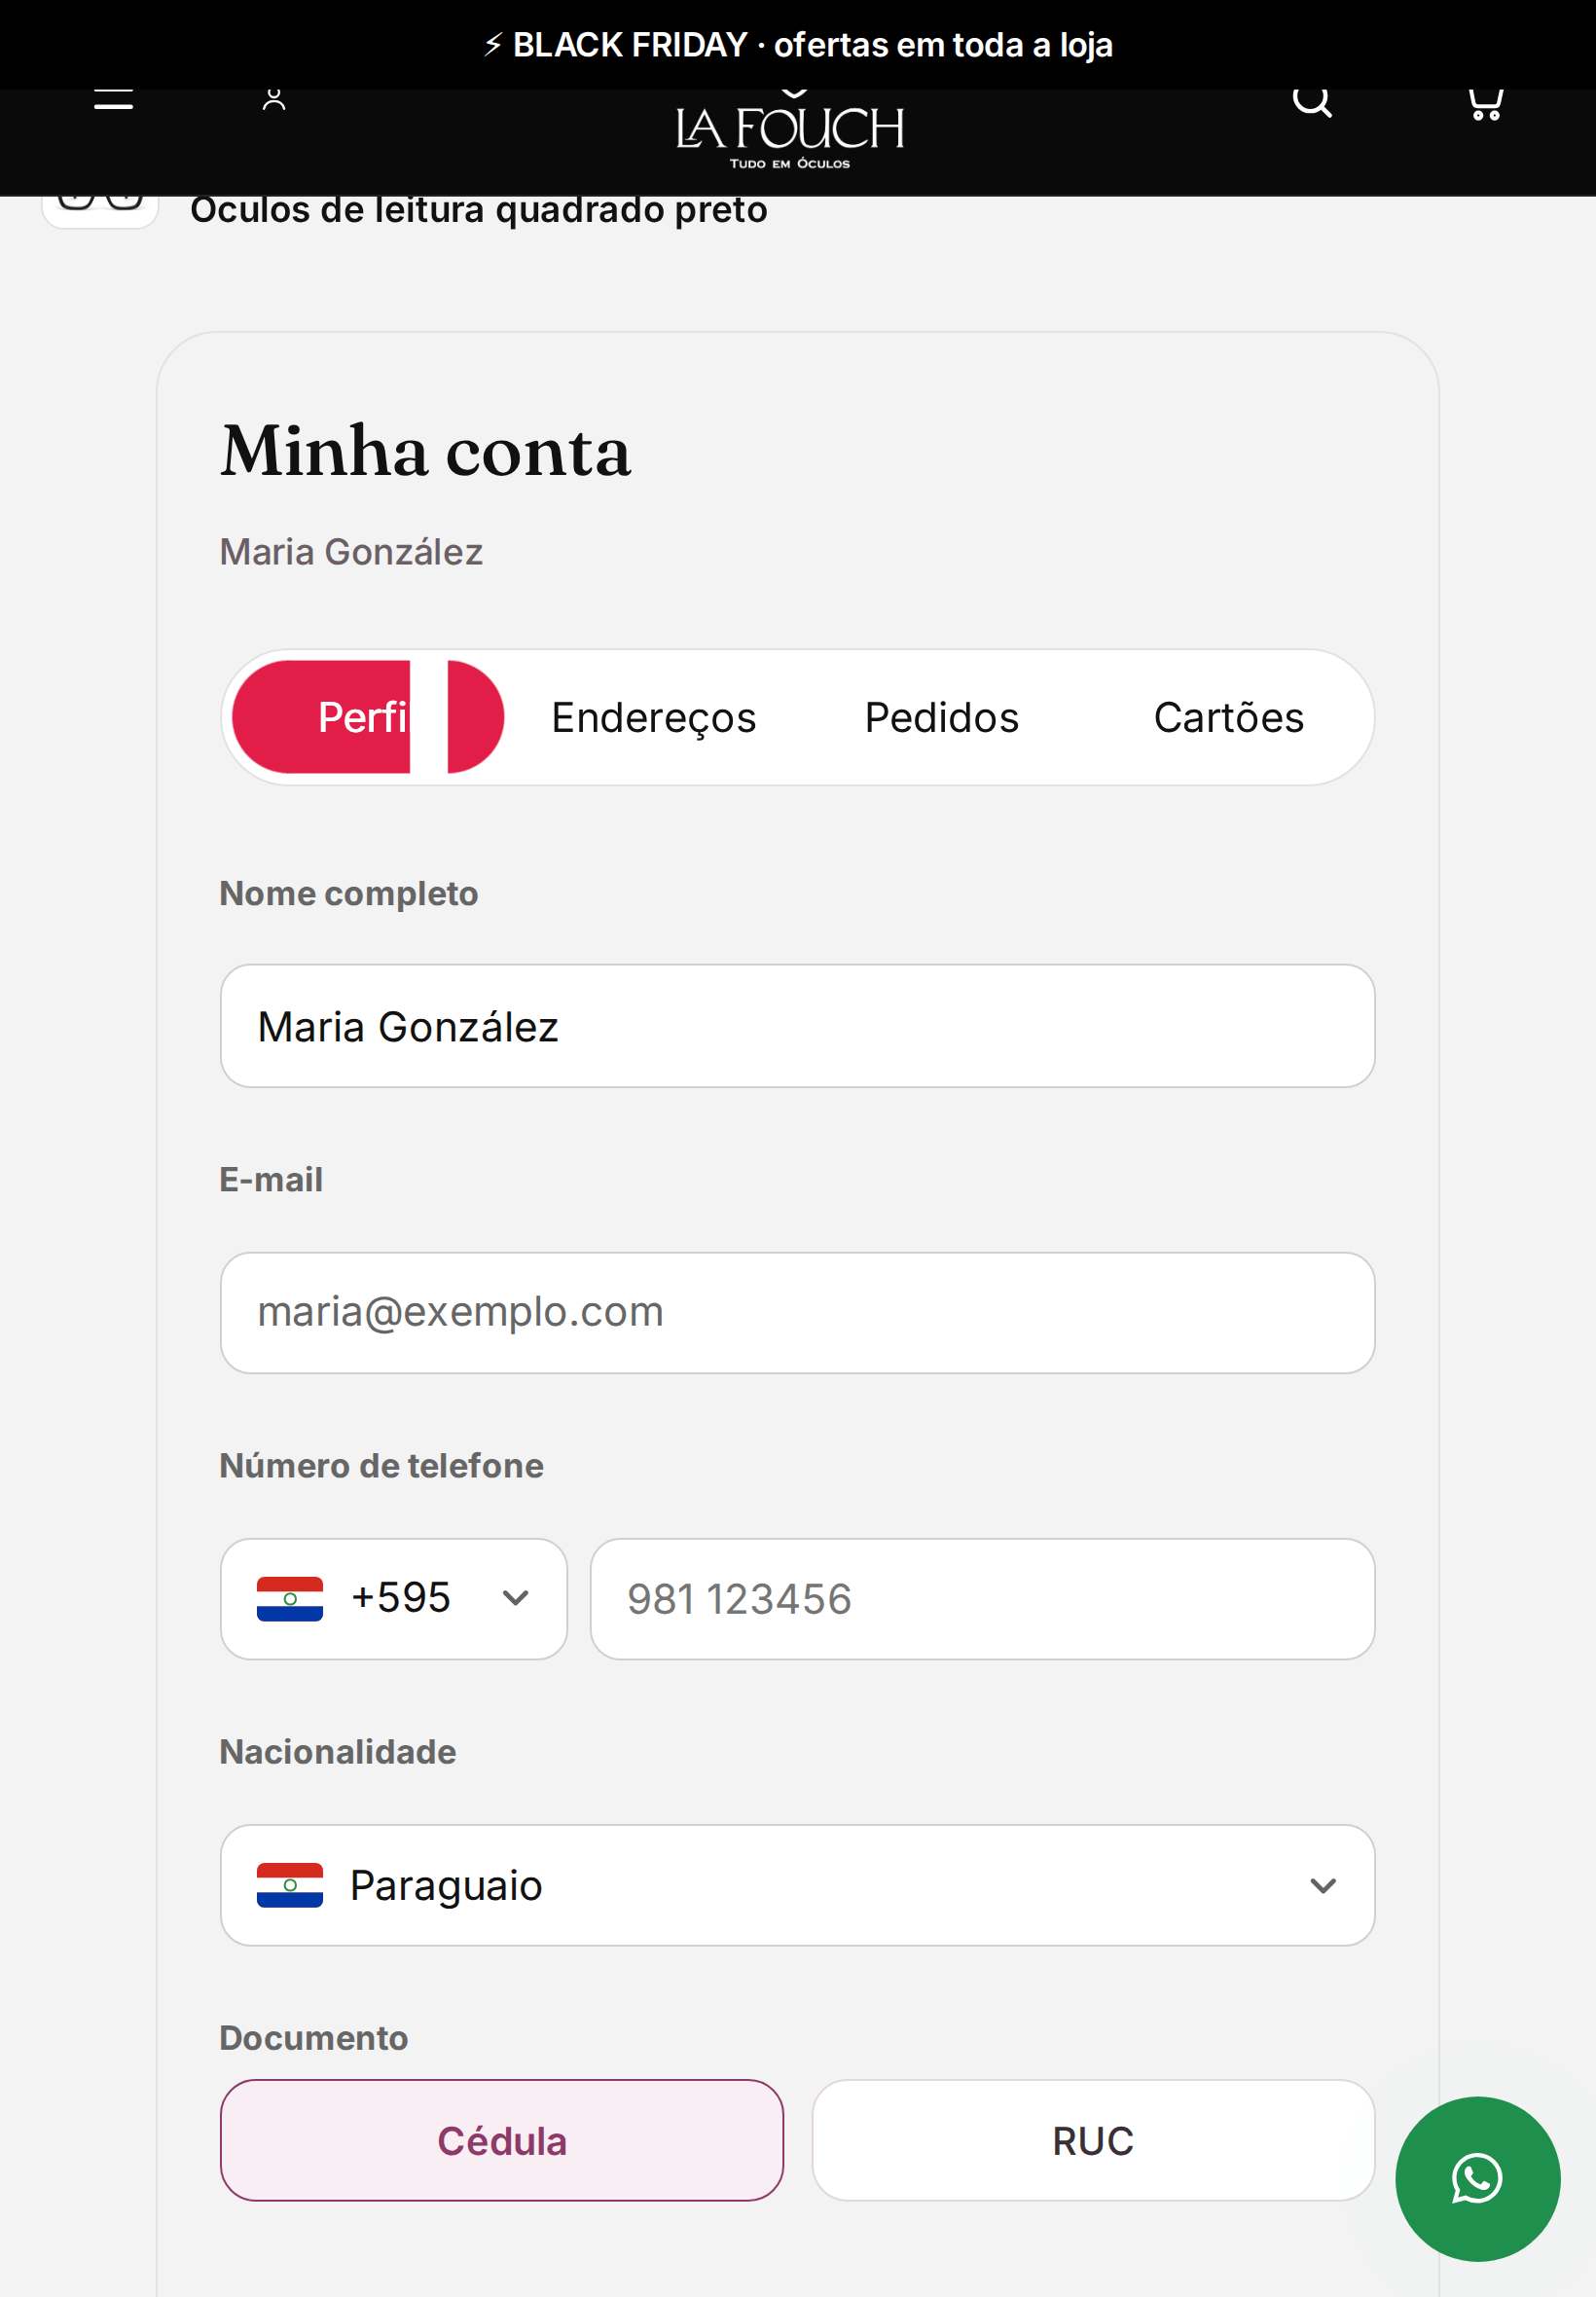 ⚡ BLACK FRIDAY · ofertas em toda a loja
LA FOUCH
TUDO EM ÓCULOS
Óculos de leitura quadrado preto
Minha conta
Maria González
Perfil Endereços Pedidos Cartões
Nome completo
Maria González
E-mail
maria@exemplo.com
Número de telefone
+595 981 123456
Nacionalidade
Paraguaio
Documento
Cédula RUC